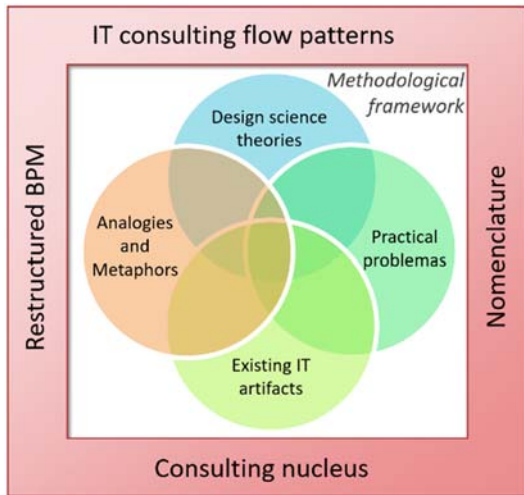 IT consulting flow patterns
Methodological
framework
Design science
theories
Restructured BPM
Analogies
and
Metaphors
Practical
problemas
Nomenclature
Existing IT
artifacts
Consulting nucleus